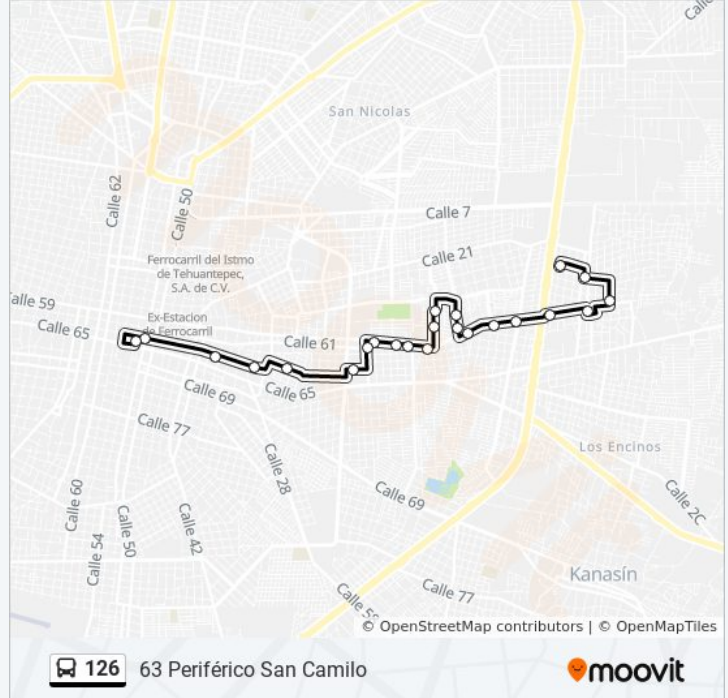 Calle
San Nicolas
Calle 62
Calle 50
Calle 7
Calle 21
Ferrocarril del Istmo
de Tehuantepec,
S.A. de C.V.
alle 59
Calle 65
Ex-Estacion
de Ferrocarril
Calle 61
Calle 69
Calle 65
Calle 77
Calle 28
Los Encinos
Calle 60
Calle 54
Calle 50
Calle 42
Calle 69
Calle 2C
Kanasín
Calle 77
Calle
© OpenStreetMap contributors | © OpenMapTiles
126 63 Periférico San Camilo
moovit